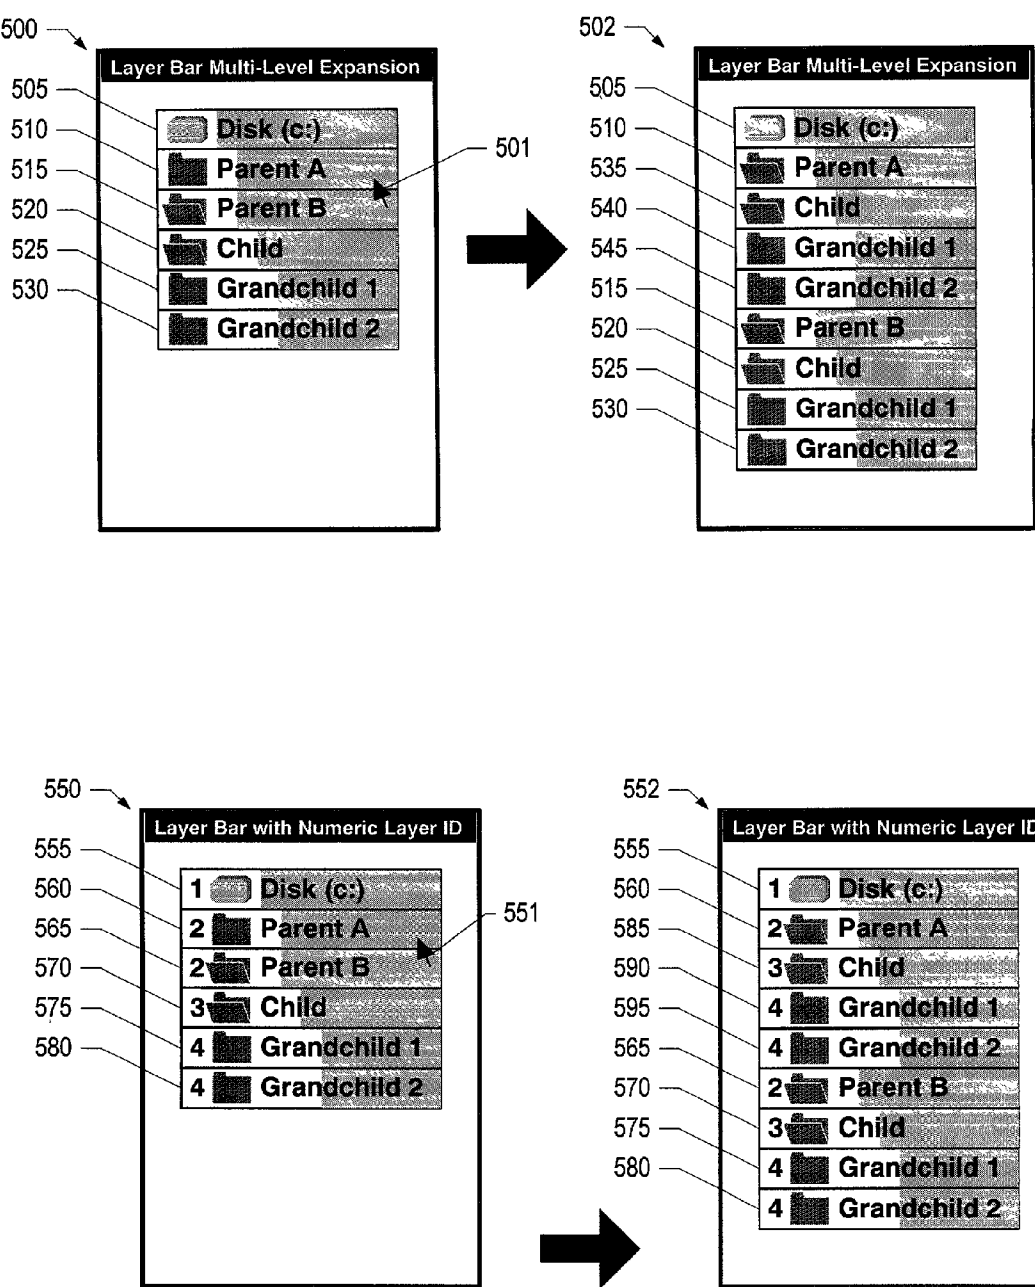 500
Layer Bar Multi-Level Expansion
505 Disk (c:)
510 Parent A
501
515 Parent B
520 Child
525 Grandchild 1
530 Grandchild 2
502
Layer Bar Multi-Level Expansion
505 Disk (c:)
510 Parent A
535 Child
540 Grandchild 1
545 Grandchild 2
515 Parent B
520 Child
525 Grandchild 1
530 Grandchild 2
550
Layer Bar with Numeric Layer ID
555 1 Disk (c:)
560 2 Parent A
551
565 2 Parent B
570 3 Child
575 4 Grandchild 1
580 4 Grandchild 2
552
Layer Bar with Numeric Layer ID
555 1 Disk (c:)
560 2 Parent A
585 3 Child
590 4 Grandchild 1
595 4 Grandchild 2
565 2 Parent B
570 3 Child
575 4 Grandchild 1
580 4 Grandchild 2